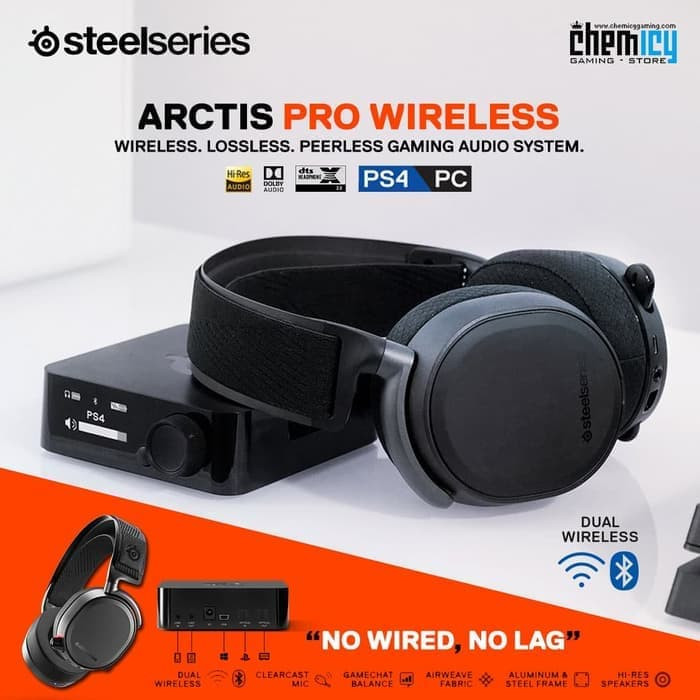 steelseries
www.chemicygaming.com
CHEMICY
GAMING • STORE
ARCTIS PRO WIRELESS
WIRELESS. LOSSLESS. PEERLESS GAMING AUDIO SYSTEM.
Hi-Res
AUDIO
DOLBY
AUDIO
dts
HEADPHONE X
2.0
PS4 PC
PS4
steelseries
DUAL
WIRELESS
“NO WIRED, NO LAG”
DUAL
WIRELESS
CLEARCAST
MIC
GAMECHAT
BALANCE
AIRWEAVE
FABRIC
ALUMINUM &
STEEL FRAME
HI-RES
SPEAKERS